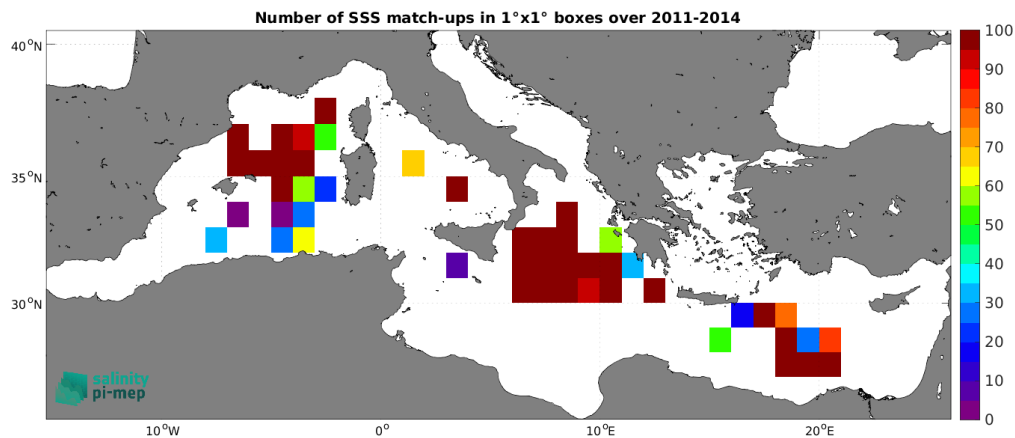 Number of SSS match-ups in 1°x1° boxes over 2011-2014
40°N
35°N
30°N
10°W
0°
10°E
20°E
100
90
80
70
60
50
40
30
20
10
0
salinity
pi-mep